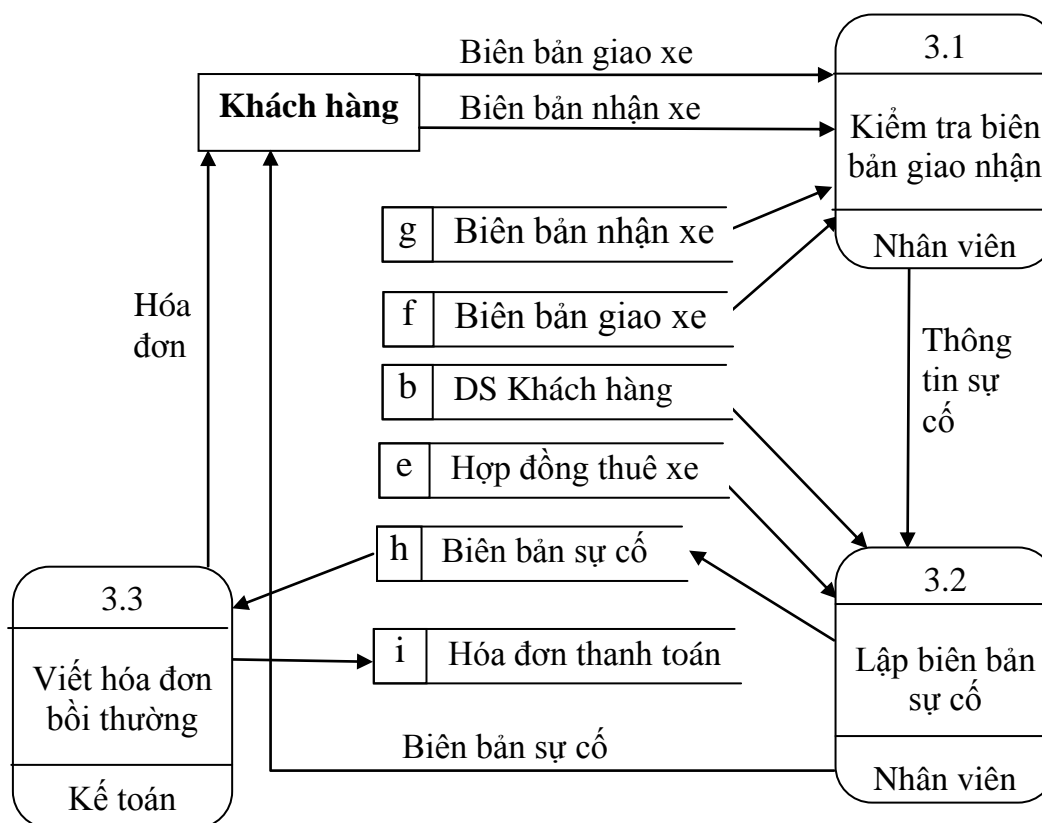 Biên bản giao xe
3.1
Khách hàng
Biên bản nhận xe
Kiểm tra biên
bản giao nhận
g Biên bản nhận xe
Nhân viên
Hóa
đơn
f Biên bản giao xe
Thông
tin sự
cố
b DS Khách hàng
e Hợp đồng thuê xe
h Biên bản sự cố
3.3
3.2
i Hóa đơn thanh toán
Viết hóa đơn
bồi thường
Lập biên bản
sự cố
Biên bản sự cố
Kế toán
Nhân viên